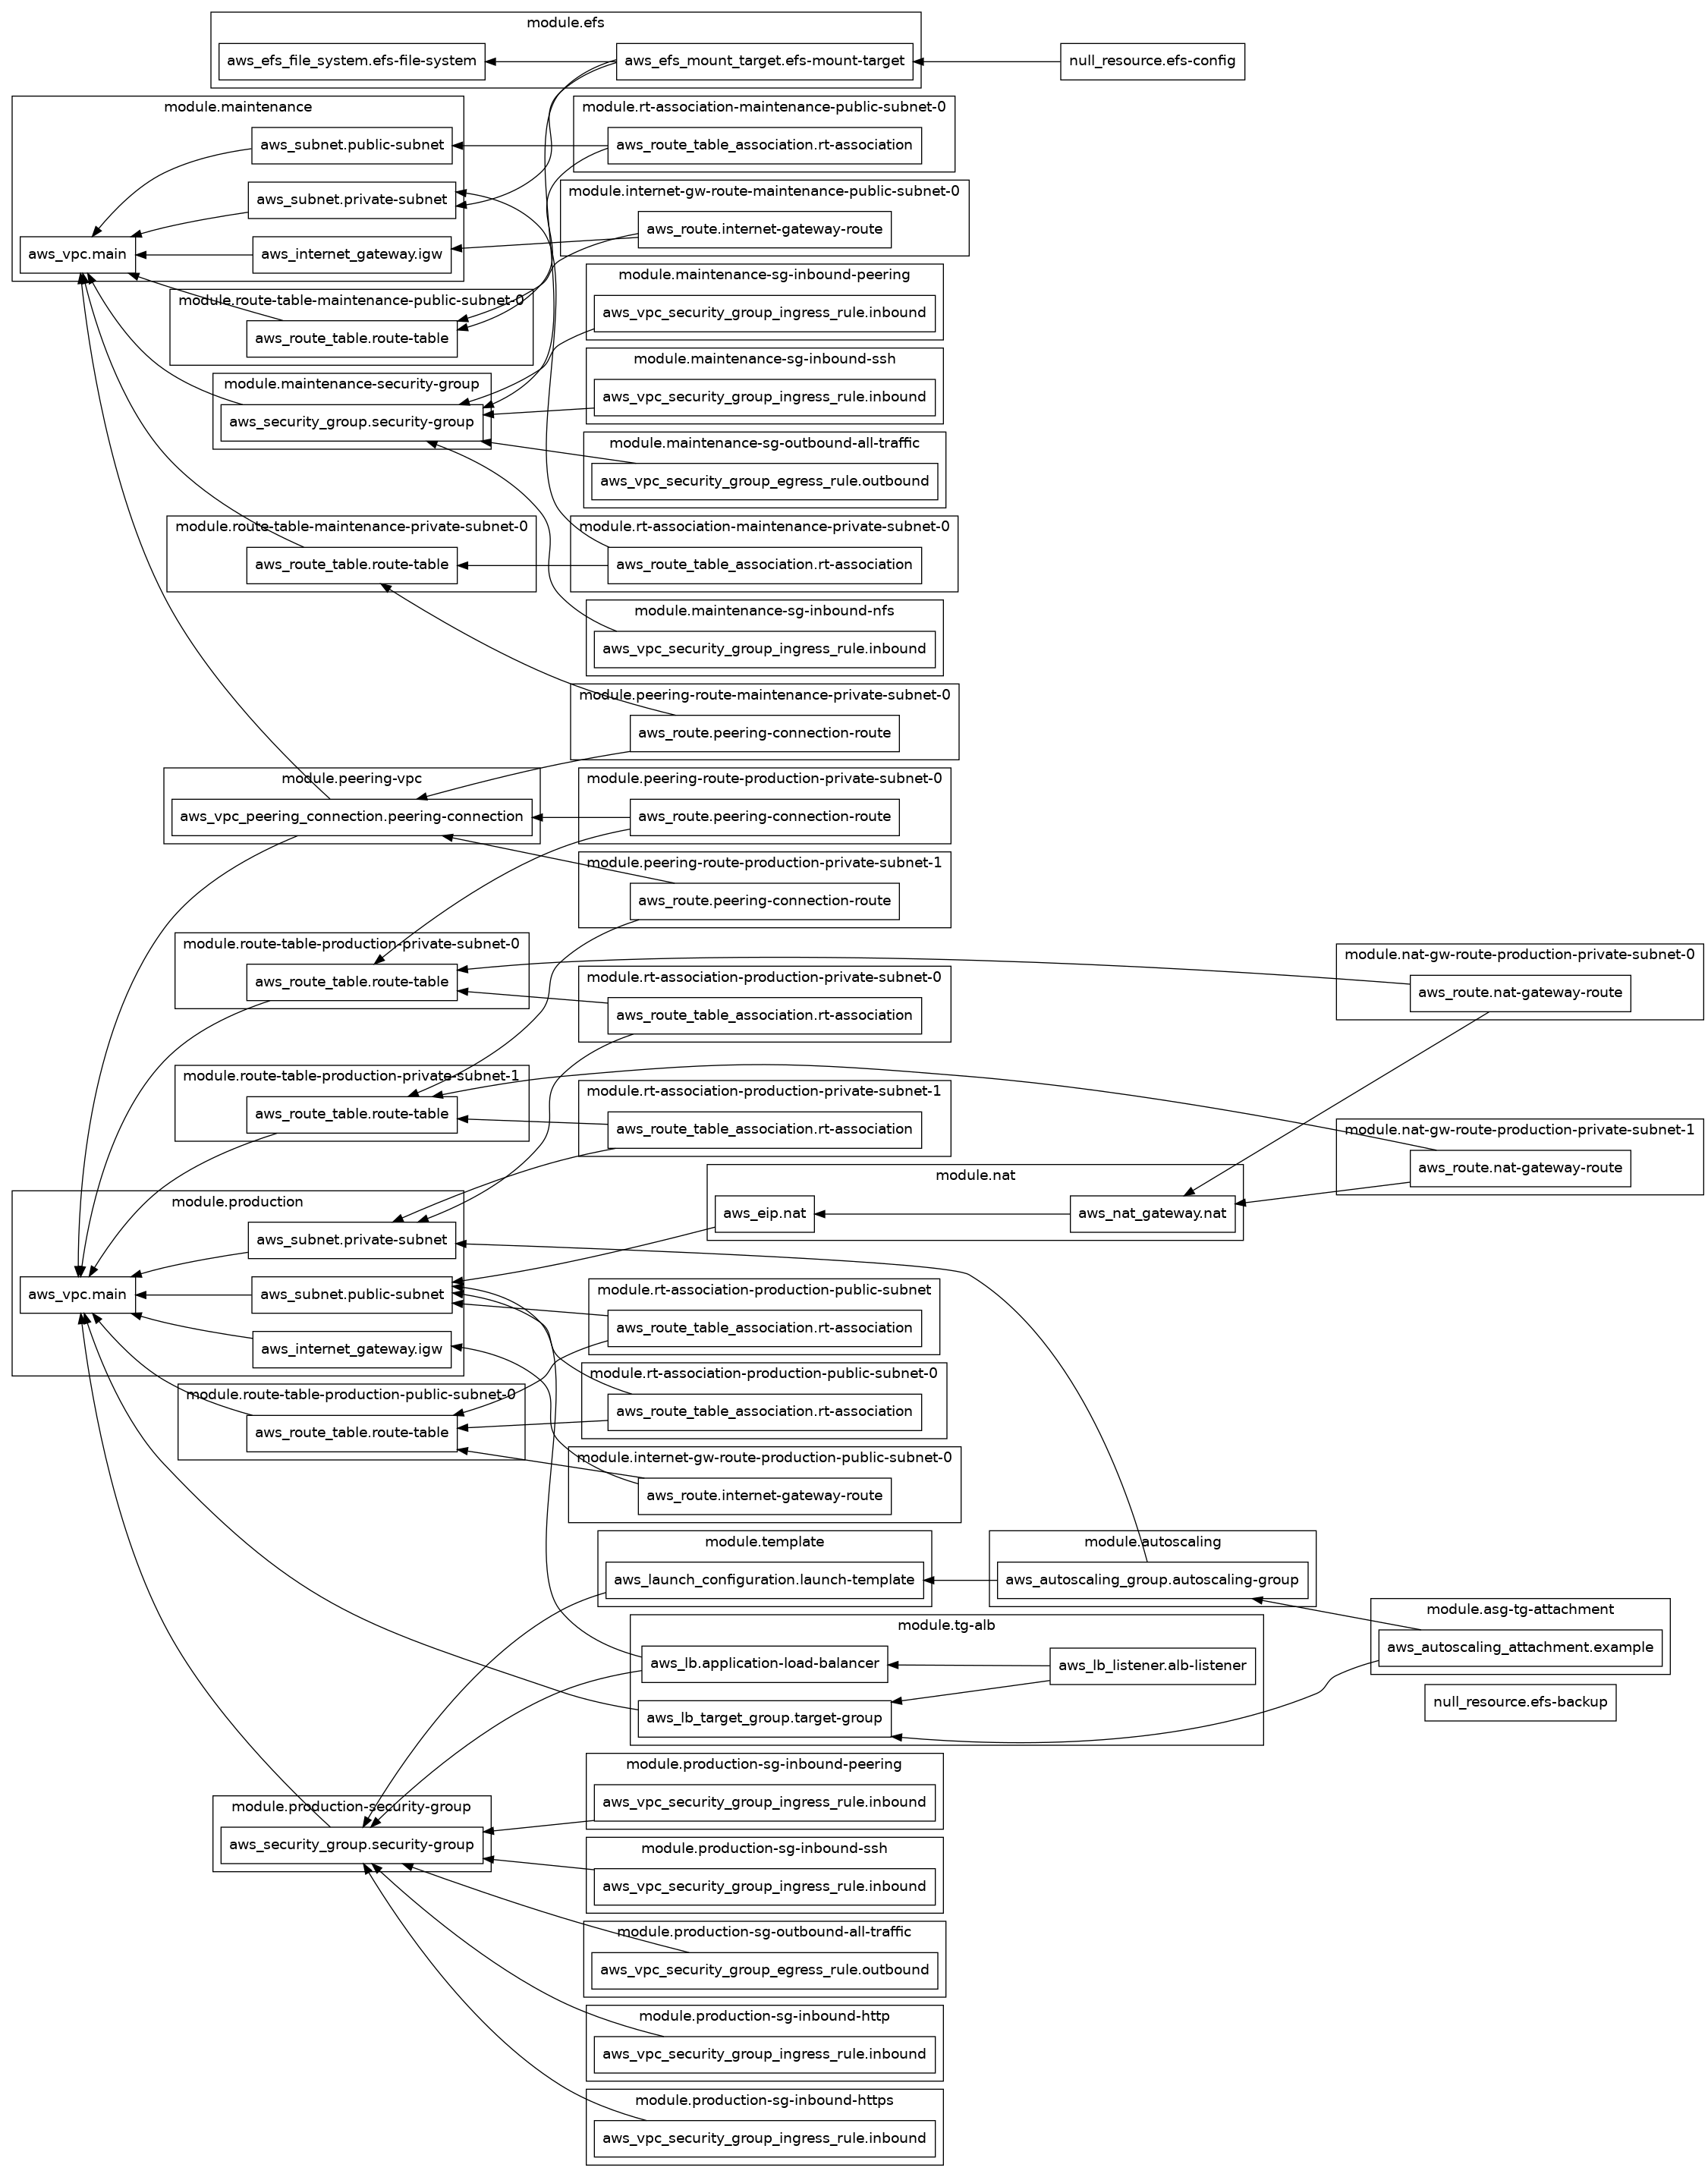 module.efs
aws_efs_file_system.efs-file-system
aws_efs_mount_target.efs-mount-target
null_resource.efs-config
module.maintenance
aws_subnet.public-subnet
aws_subnet.private-subnet
aws_vpc.main
aws_internet_gateway.igw
module.rt-association-maintenance-public-subnet-0
aws_route_table_association.rt-association
module.internet-gw-route-maintenance-public-subnet-0
aws_route.internet-gateway-route
module.route-table-maintenance-public-subnet-0
aws_route_table.route-table
module.maintenance-sg-inbound-peering
aws_vpc_security_group_ingress_rule.inbound
module.maintenance-security-group
aws_security_group.security-group
module.maintenance-sg-inbound-ssh
aws_vpc_security_group_ingress_rule.inbound
module.maintenance-sg-outbound-all-traffic
aws_vpc_security_group_egress_rule.outbound
module.route-table-maintenance-private-subnet-0
aws_route_table.route-table
module.rt-association-maintenance-private-subnet-0
aws_route_table_association.rt-association
module.maintenance-sg-inbound-nfs
aws_vpc_security_group_ingress_rule.inbound
module.peering-route-maintenance-private-subnet-0
aws_route.peering-connection-route
module.peering-vpc
aws_vpc_peering_connection.peering-connection
module.peering-route-production-private-subnet-0
aws_route.peering-connection-route
module.peering-route-production-private-subnet-1
aws_route.peering-connection-route
module.route-table-production-private-subnet-0
aws_route_table.route-table
module.rt-association-production-private-subnet-0
aws_route_table_association.rt-association
module.nat-gw-route-production-private-subnet-0
aws_route.nat-gateway-route
module.route-table-production-private-subnet-1
aws_route_table.route-table
module.rt-association-production-private-subnet-1
aws_route_table_association.rt-association
module.nat-gw-route-production-private-subnet-1
aws_route.nat-gateway-route
module.nat
aws_eip.nat
aws_nat_gateway.nat
module.production
aws_subnet.private-subnet
aws_vpc.main
aws_subnet.public-subnet
aws_internet_gateway.igw
module.rt-association-production-public-subnet
aws_route_table_association.rt-association
module.route-table-production-public-subnet-0
aws_route_table.route-table
module.rt-association-production-public-subnet-0
aws_route_table_association.rt-association
module.internet-gw-route-production-public-subnet-0
aws_route.internet-gateway-route
module.template
aws_launch_configuration.launch-template
module.autoscaling
aws_autoscaling_group.autoscaling-group
module.tg-alb
aws_lb.application-load-balancer
aws_lb_listener.alb-listener
aws_lb_target_group.target-group
module.asg-tg-attachment
aws_autoscaling_attachment.example
null_resource.efs-backup
module.production-sg-inbound-peering
aws_vpc_security_group_ingress_rule.inbound
module.production-security-group
aws_security_group.security-group
module.production-sg-inbound-ssh
aws_vpc_security_group_ingress_rule.inbound
module.production-sg-outbound-all-traffic
aws_vpc_security_group_egress_rule.outbound
module.production-sg-inbound-http
aws_vpc_security_group_ingress_rule.inbound
module.production-sg-inbound-https
aws_vpc_security_group_ingress_rule.inbound